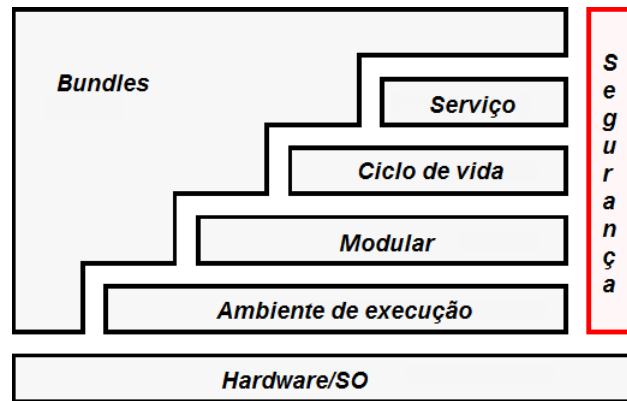 Bundles
Serviço
Ciclo de vida
Modular
Ambiente de execução
Hardware/SO
Segurança